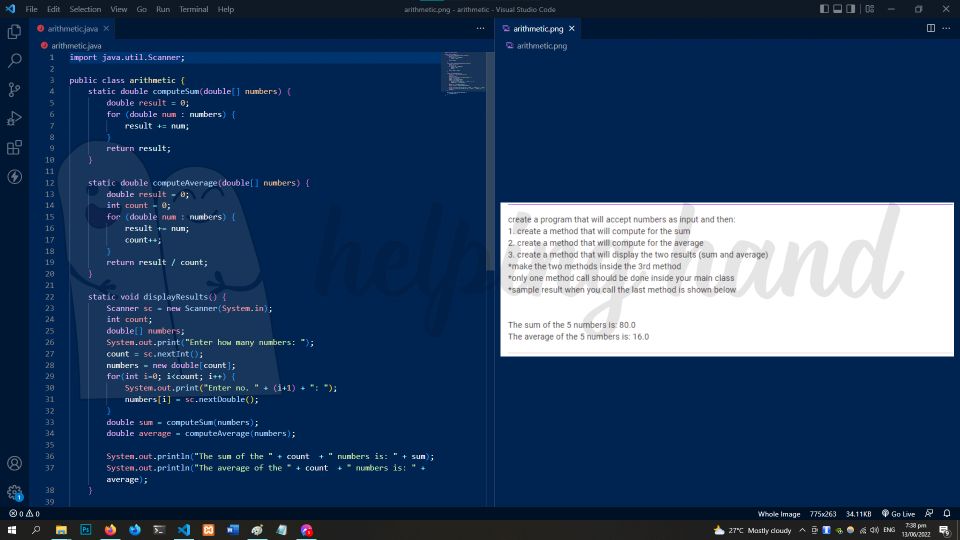 File Edit Selection View Go Run Terminal Help
arithmetic.png - arithmetic - Visual Studio Code
arithmetic.java
arithmetic.java
1 import java.util.Scanner;
2
3 public class arithmetic {
4 static double computeSum(double[] numbers) {
5 double result = 0;
6 for (double num : numbers) {
7 result += num;
8 }
9 return result;
10 }
11
12 static double computeAverage(double[] numbers) {
13 double result = 0;
14 int count = 0;
15 for (double num : numbers) {
16 result += num;
17 count++;
18 }
19 return result / count;
20 }
21
22 static void displayResults() {
23 Scanner sc = new Scanner(System.in);
24 int count;
25 double[] numbers;
26 System.out.print("Enter how many numbers: ");
27 count = sc.nextInt();
28 numbers = new double[count];
29 for(int i=0; i<count; i++) {
30 System.out.print("Enter no. " + (i+1) + ": ");
31 numbers[i] = sc.nextDouble();
32 }
33 double sum = computeSum(numbers);
34 double average = computeAverage(numbers);
35
36 System.out.println("The sum of the " + count  + " numbers is: " + sum);
37 System.out.println("The average of the " + count  + " numbers is: " +
average);
38 }
39
arithmetic.png
arithmetic.png
create a program that will accept numbers as input and then:
1. create a method that will compute for the sum
2. create a method that will compute for the average
3. create a method that will display the two results (sum and average)
*make the two methods inside the 3rd method
*only one method call should be done inside your main class
*sample result when you call the last method is shown below
The sum of the 5 numbers is: 80.0
The average of the 5 numbers is: 16.0
helping hand
1
0 0
Whole Image 775x263 34.11KB Go Live
27°C Mostly cloudy ENG
7:38 pm
13/06/2022